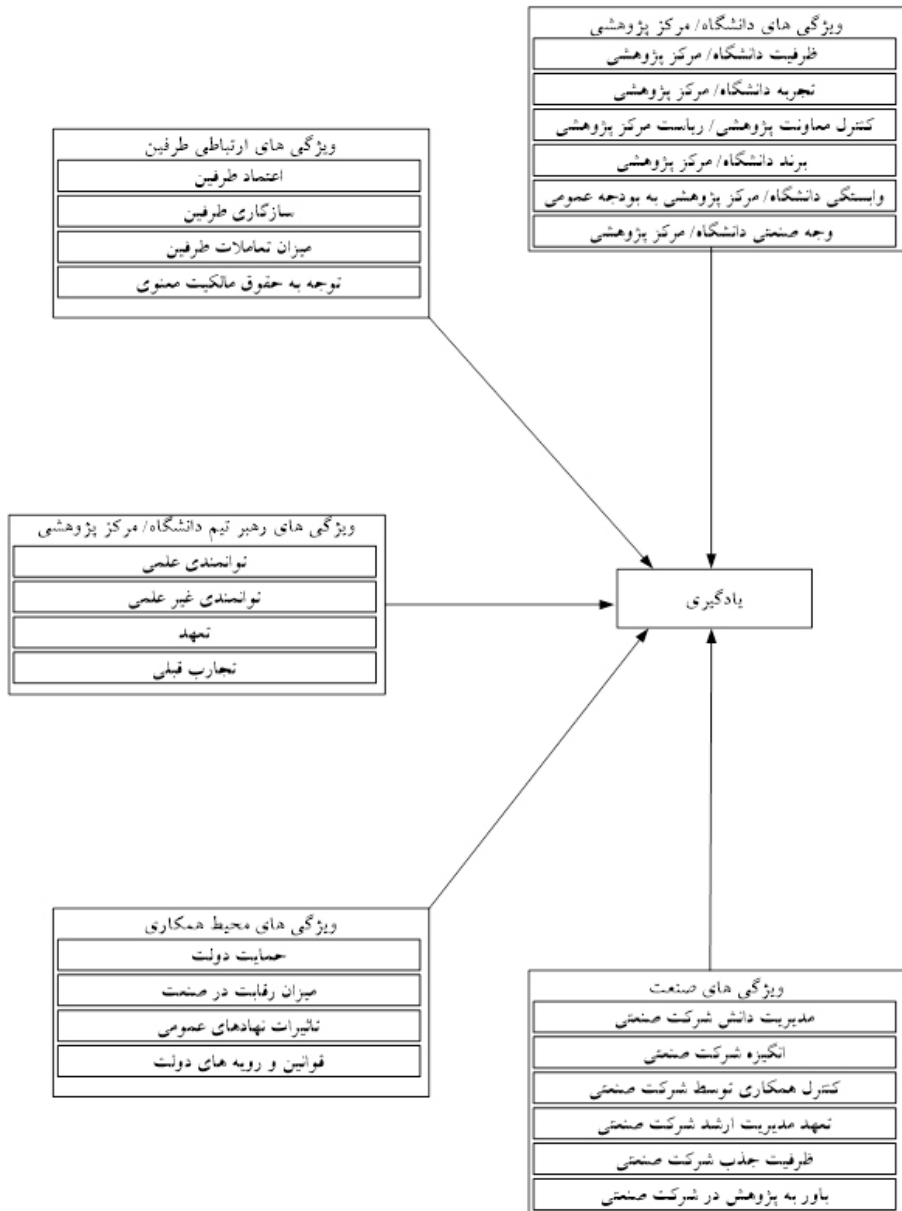 ویژگی های دانشگاه/ مرکز پژوهشی
ظرفیت دانشگاه/ مرکز پژوهشی
تجربه دانشگاه/ مرکز پژوهشی
کنترل معاونت پژوهشی/ ریاست مرکز پژوهشی
برند دانشگاه/ مرکز پژوهشی
وابستگی دانشگاه/ مرکز پژوهشی به بودجه عمومی
وجه صنعتی دانشگاه/ مرکز پژوهشی
ویژگی های ارتباطی طرفین
اعتماد طرفین
سازگاری طرفین
میزان تعاملات طرفین
توجه به حقوق مالکیت معنوی
ویژگی های رهبر تیم دانشگاه/ مرکز پژوهشی
توانمندی علمی
توانمندی غیر علمی
تعهد
تجارب قبلی
یادگیری
ویژگی های محیط همکاری
حمایت دولت
میزان رقابت در صنعت
تاثیرات نهادهای عمومی
قوانین و رویه های دولت
ویژگی های صنعت
مدیریت دانش شرکت صنعتی
انگیزه شرکت صنعتی
کنترل همکاری توسط شرکت صنعتی
تعهد مدیریت ارشد شرکت صنعتی
ظرفیت جذب شرکت صنعتی
باور به پژوهش در شرکت صنعتی